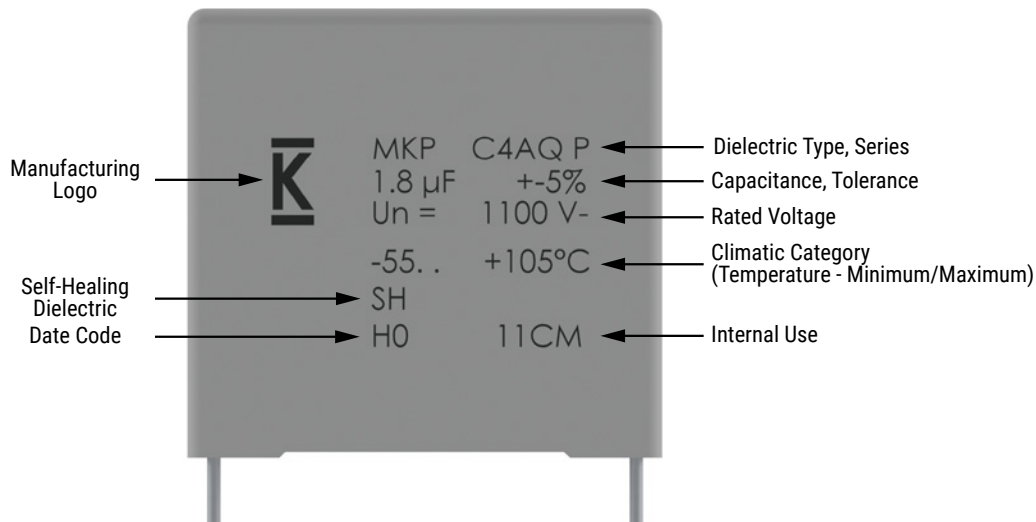 Manufacturing
Logo
K
MKP C4AQ P
Dielectric Type, Series
1.8 µF +-5%
Capacitance, Tolerance
Un = 1100 V-
Rated Voltage
-55. . +105°C
Climatic Category
(Temperature - Minimum/Maximum)
Self-Healing
Dielectric
SH
Date Code
H0 11CM
Internal Use